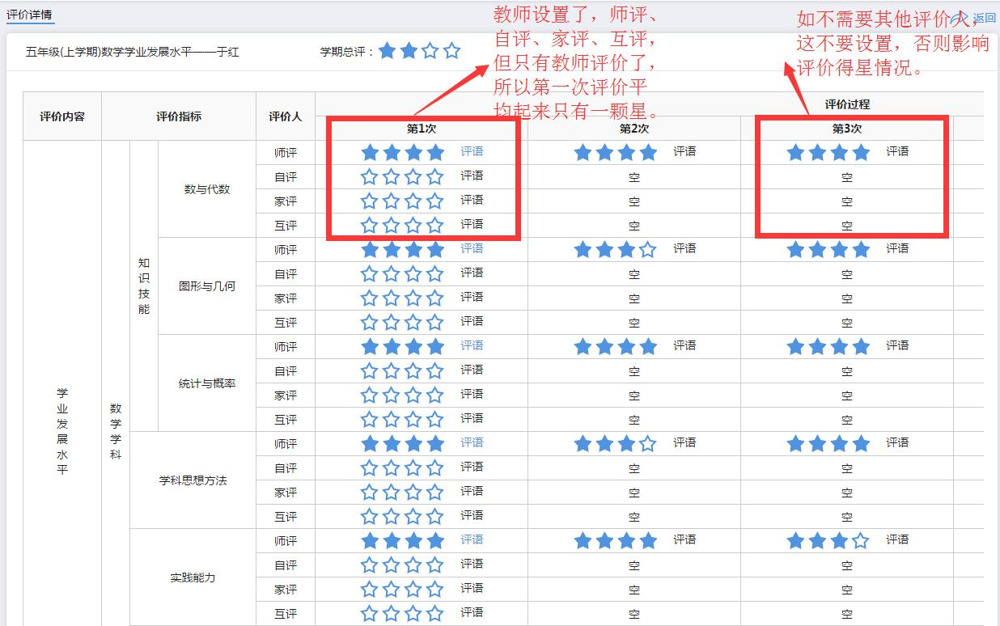 评价详情
返回
教师设置了，师评、
自评、家评、互评，
但只有教师评价了，
所以第一次评价平
均起来只有一颗星。
如不需要其他评价人，
这不要设置，否则影响
评价得星情况。
五年级(上学期)数学学业发展水平——于红
学期总评：
评价内容 评价指标 评价人 评价过程
第1次 第2次 第3次
学业发展水平
数学学科
知识技能
数与代数
师评 评语 评语 评语
自评 评语 空 空
家评 评语 空 空
互评 评语 空 空
图形与几何
师评 评语 评语 评语
自评 评语 空 空
家评 评语 空 空
互评 评语 空 空
统计与概率
师评 评语 评语 评语
自评 评语 空 空
家评 评语 空 空
互评 评语 空 空
学科思想方法
师评 评语 评语 评语
自评 评语 空 空
家评 评语 空 空
互评 评语 空 空
实践能力
师评 评语 评语 评语
自评 评语 空 空
家评 评语 空 空
互评 评语 空 空